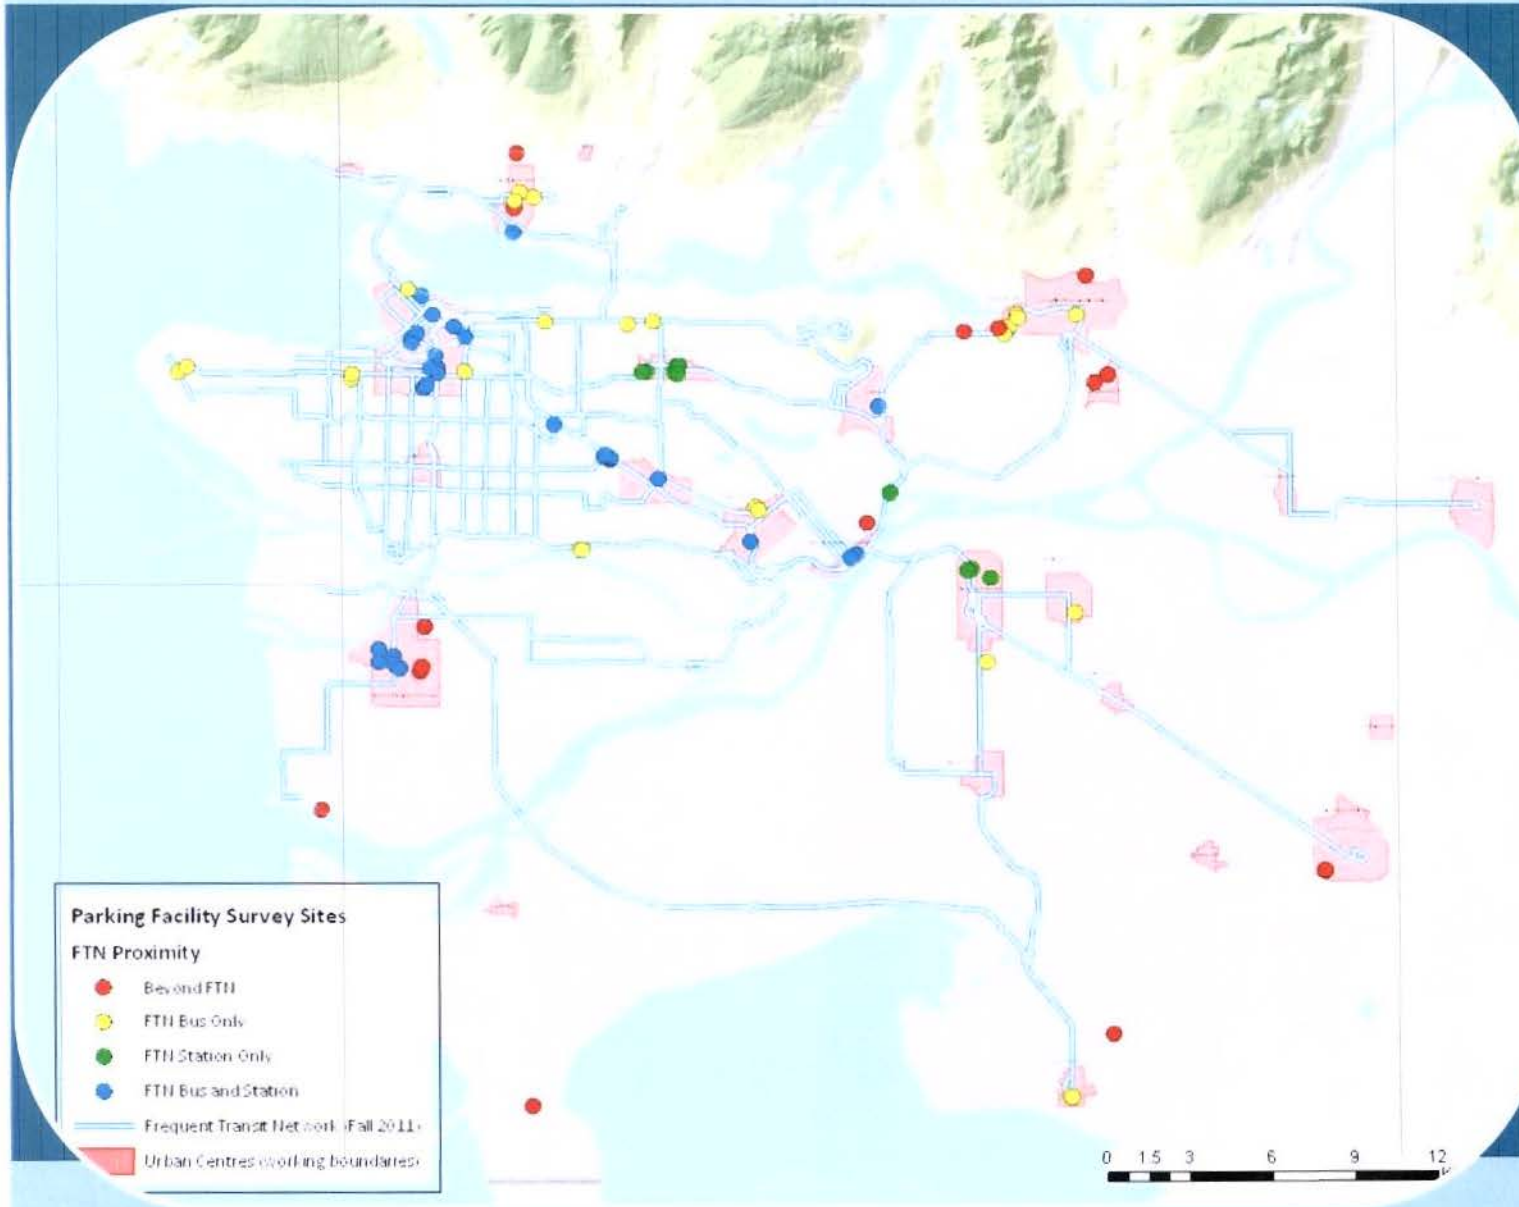 Parking Facility Survey Sites
FTN Proximity
Beyond FTN
FTN Bus Only
FTN Station Only
FTN Bus and Station
Frequent Transit Network (Fall 2011)
Urban Centres (working boundaries)
0 1.5 3 6 9 12